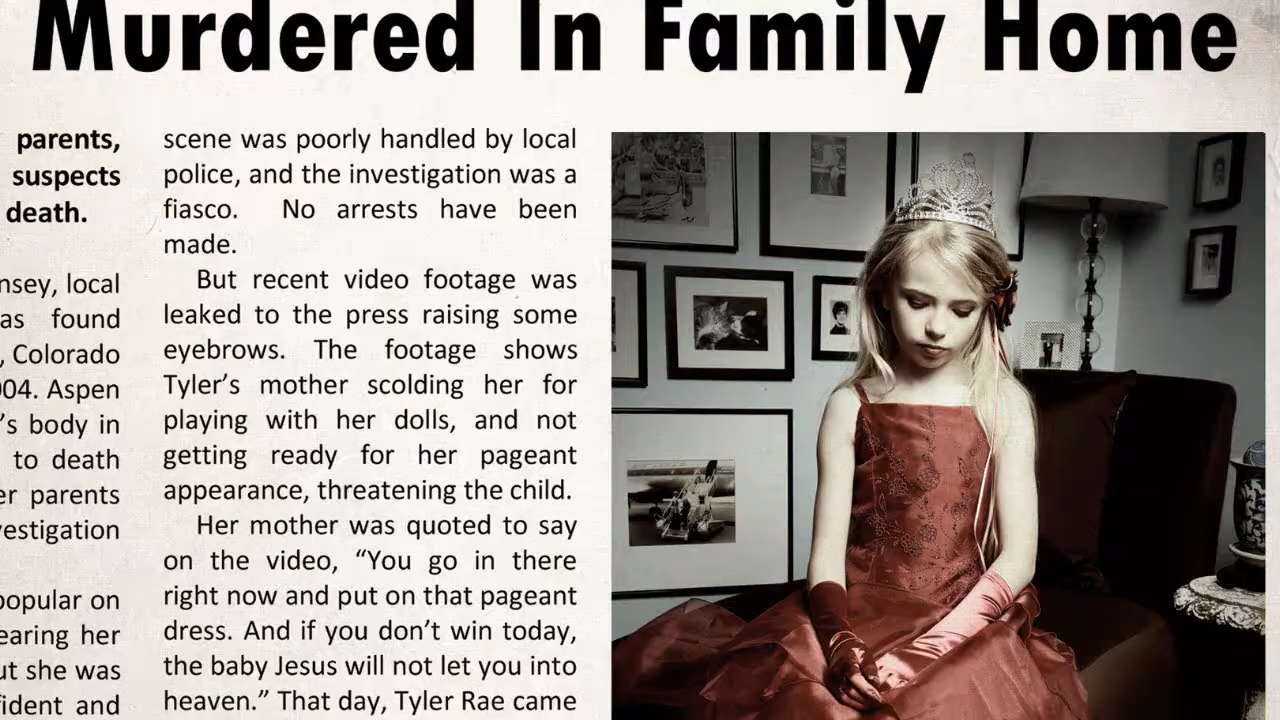 Murdered In Family Home
parents,
suspects
death.
nsey, local
as found
, Colorado
04. Aspen
's body in
to death
er parents
vestigation
popular on
earing her
ut she was
fident and
scene was poorly handled by local
police, and the investigation was a
fiasco. No arrests have been
made.
But recent video footage was
leaked to the press raising some
eyebrows. The footage shows
Tyler’s mother scolding her for
playing with her dolls, and not
getting ready for her pageant
appearance, threatening the child.
Her mother was quoted to say
on the video, “You go in there
right now and put on that pageant
dress. And if you don’t win today,
the baby Jesus will not let you into
heaven.” That day, Tyler Rae came